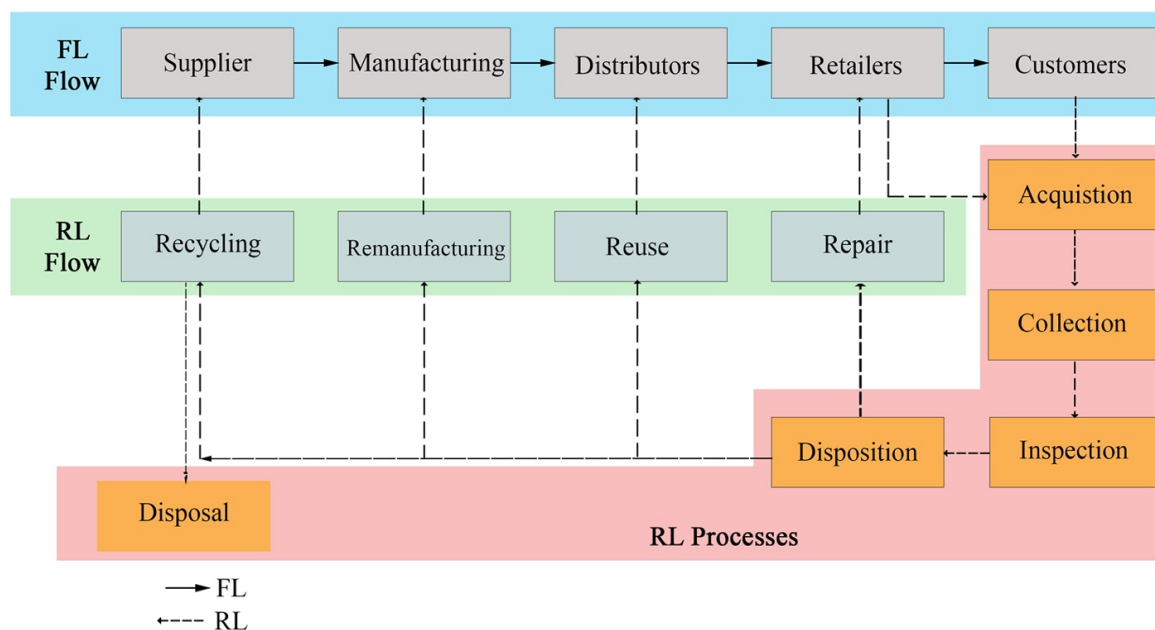 FL
Flow
Supplier
Manufacturing
Distributors
Retailers
Customers
Acquistion
RL
Flow
Recycling
Remanufacturing
Reuse
Repair
Collection
Disposition
Inspection
Disposal
RL Processes
FL
RL